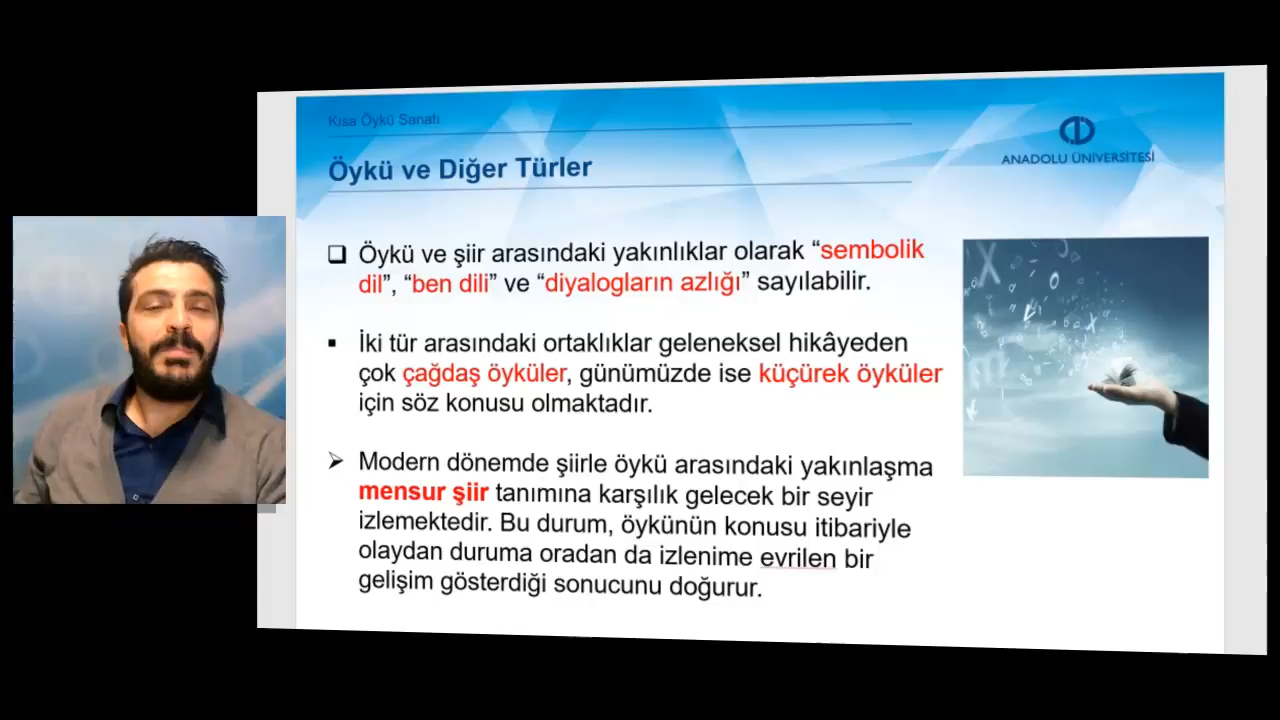 Kısa Öykü Sanatı
Öykü ve Diğer Türler
ANADOLU ÜNİVERSİTESİ
Öykü ve şiir arasındaki yakınlıklar olarak “sembolik
dil”, “ben dili” ve “diyalogların azlığı” sayılabilir.
İki tür arasındaki ortaklıklar geleneksel hikâyeden
çok çağdaş öyküler, günümüzde ise küçürek öyküler
için söz konusu olmaktadır.
Modern dönemde şiirle öykü arasındaki yakınlaşma
mensur şiir tanımına karşılık gelecek bir seyir
izlemektedir. Bu durum, öykünün konusu itibariyle
olaydan duruma oradan da izlenime evrilen bir
gelişim gösterdiği sonucunu doğurur.